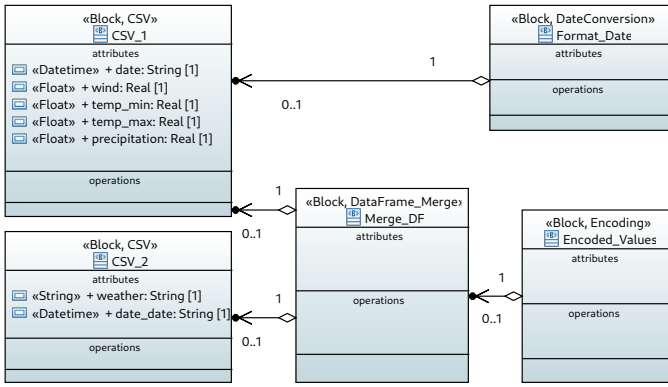 «Block, CSV»
CSV_1
attributes
«Datetime» + date: String [1]
«Float» + wind: Real [1]
«Float» + temp_min: Real [1]
«Float» + temp_max: Real [1]
«Float» + precipitation: Real [1]
operations
«Block, DateConversion»
Format_Date
attributes
operations
1
0..1
«Block, CSV»
CSV_2
attributes
«String» + weather: String [1]
«Datetime» + date_date: String [1]
operations
«Block, DataFrame_Merge»
Merge_DF
attributes
operations
1
0..1
1
0..1
«Block, Encoding»
Encoded_Values
attributes
operations
1
0..1